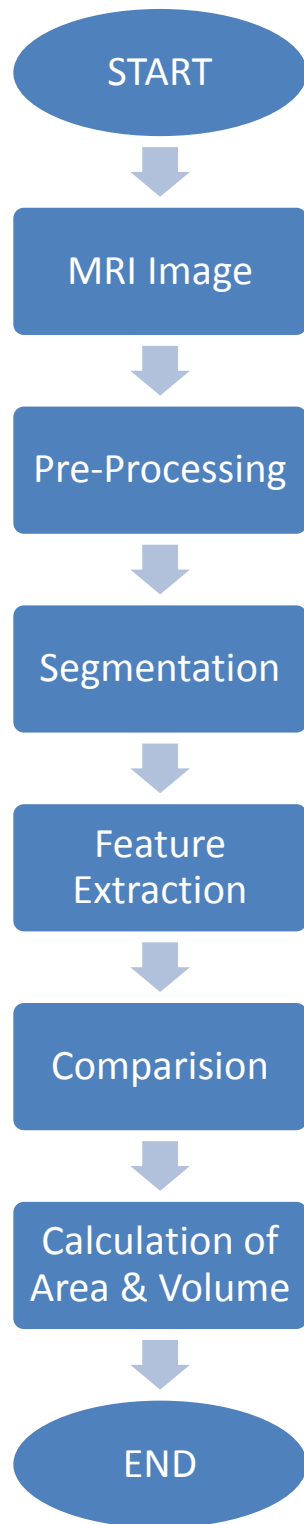 START
MRI Image
Pre-Processing
Segmentation
Feature
Extraction
Comparision
Calculation of
Area & Volume
END